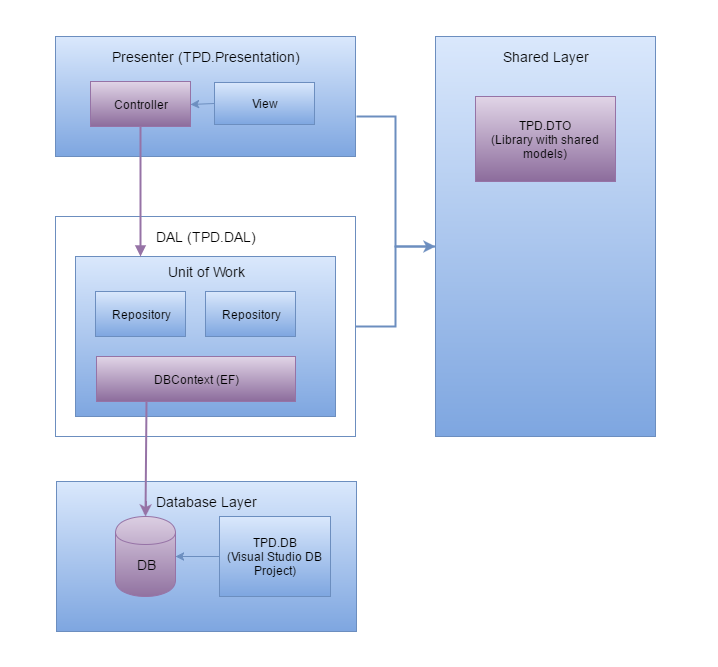 Presenter (TPD.Presentation)
Controller
View
Shared Layer
TPD.DTO
(Library with shared
models)
DAL (TPD.DAL)
Unit of Work
Repository
Repository
DBContext (EF)
Database Layer
DB
TPD.DB
(Visual Studio DB
Project)